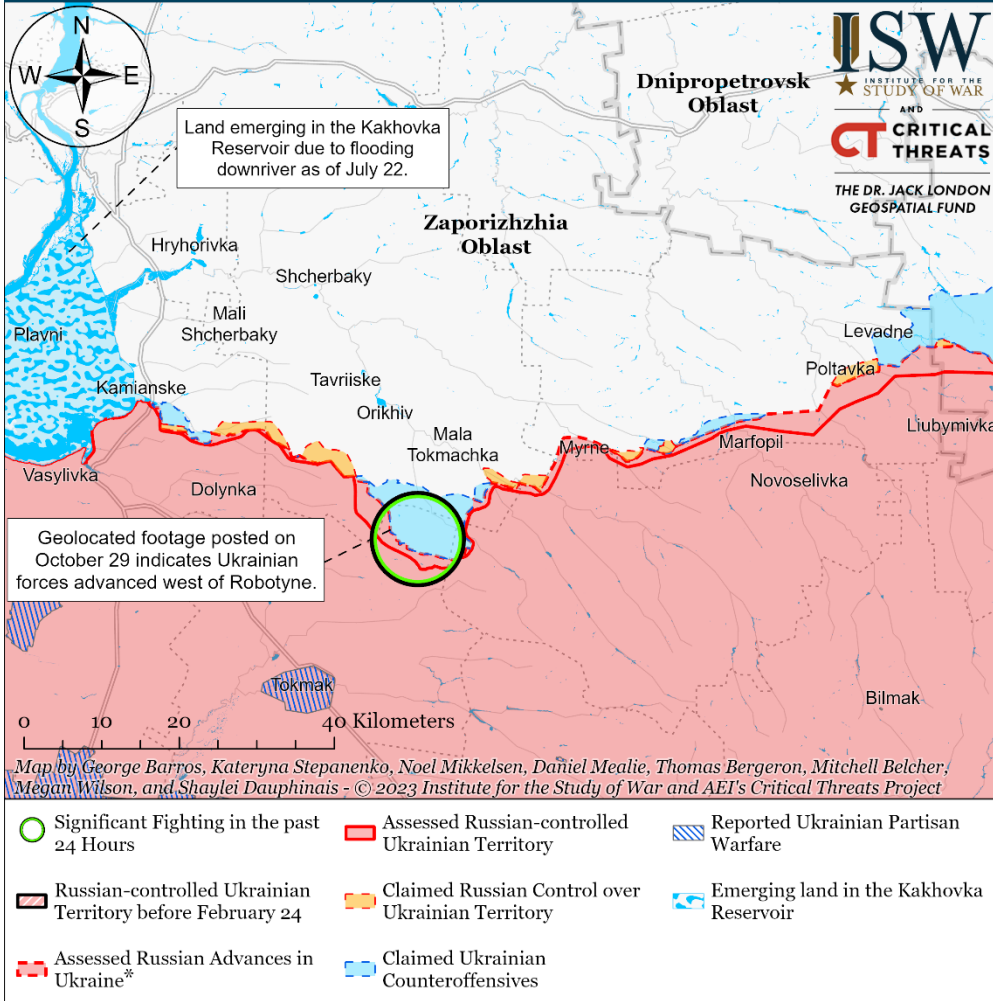 N
W E
S
ISW
INSTITUTE FOR THE
STUDY OF WAR
AND
CT CRITICAL
THREATS
THE DR. JACK LONDON
GEOSPATIAL FUND
Dnipropetrovsk
Oblast
Land emerging in the Kakhovka
Reservoir due to flooding
downriver as of July 22.
Zaporizhzhia
Oblast
Hryhorivka
Shcherbaky
Mali
Shcherbaky
Plavni
Levadne
Poltavka
Kamianske
Tavriiske
Orikhiv
Liubymivka
Mala
Tokmachka
Myrne
Marfopil
Vasylivka
Dolynka
Novoselivka
Geolocated footage posted on
October 29 indicates Ukrainian
forces advanced west of Robotyne.
Tokmak
Bilmak
0 10 20 40 Kilometers
Map by George Barros, Kateryna Stepanenko, Noel Mikkelsen, Daniel Mealie, Thomas Bergeron, Mitchell Belcher,
Megan Wilson, and Shaylei Dauphinais - © 2023 Institute for the Study of War and AEI's Critical Threats Project
Significant Fighting in the past
24 Hours
Russian-controlled Ukrainian
Territory before February 24
Assessed Russian Advances in
Ukraine*
Assessed Russian-controlled
Ukrainian Territory
Claimed Russian Control over
Ukrainian Territory
Claimed Ukrainian
Counteroffensives
Reported Ukrainian Partisan
Warfare
Emerging land in the Kakhovka
Reservoir